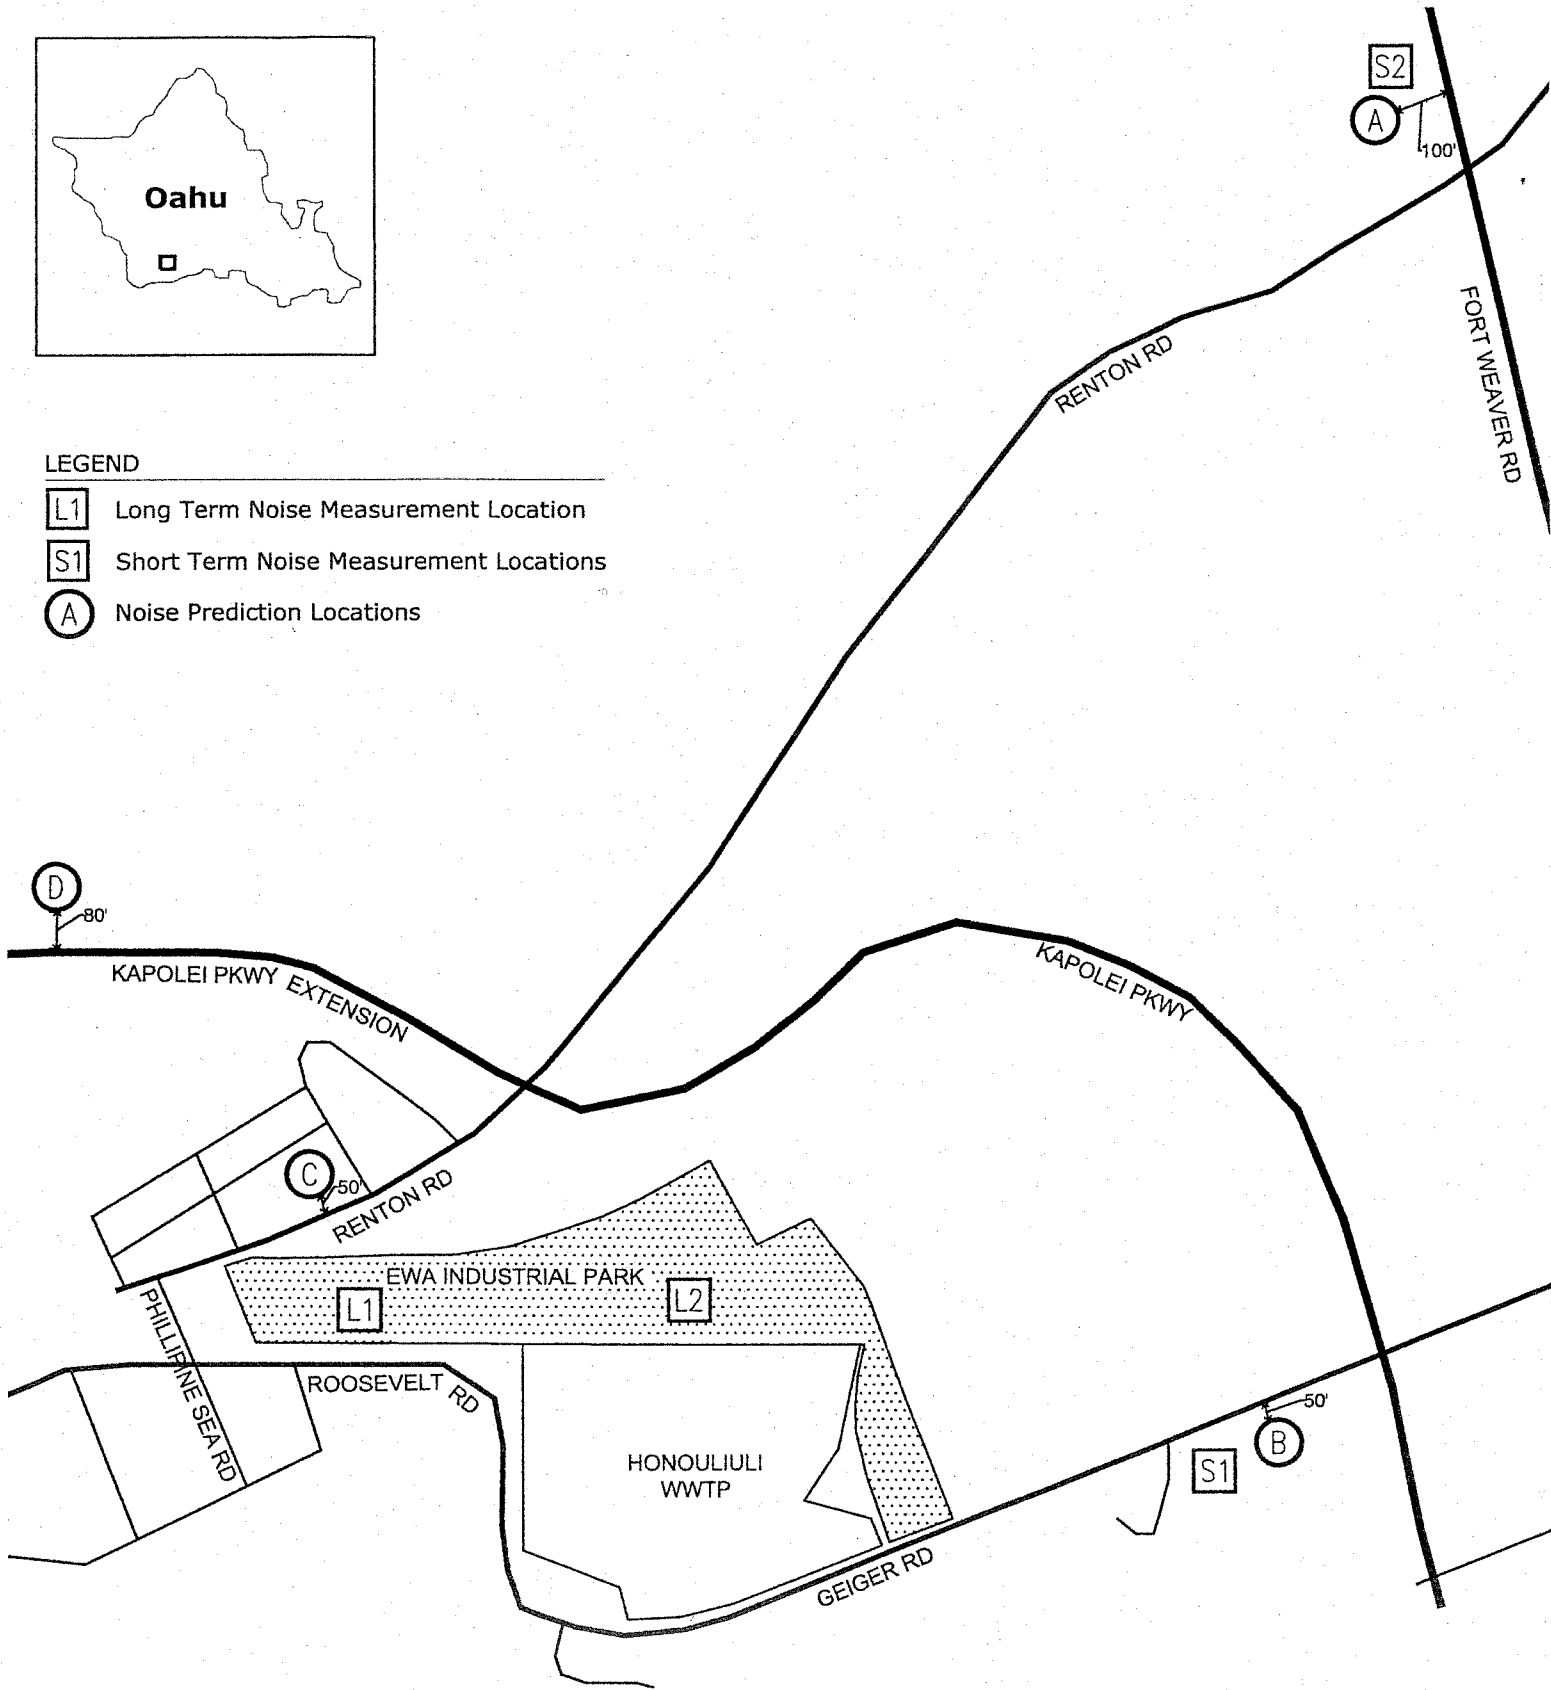 Oahu
S2
A
100'
RENTON RD
FORT WEAVER RD
LEGEND
L1 Long Term Noise Measurement Location
S1 Short Term Noise Measurement Locations
A Noise Prediction Locations
D
80'
KAPOLEI PKWY EXTENSION
KAPOLEI PKWY
C
50'
RENTON RD
EWA INDUSTRIAL PARK
L1
L2
PHILLIPINE SEA RD
ROOSEVELT RD
HONOULIULI
WWTP
50'
B
S1
GEIGER RD